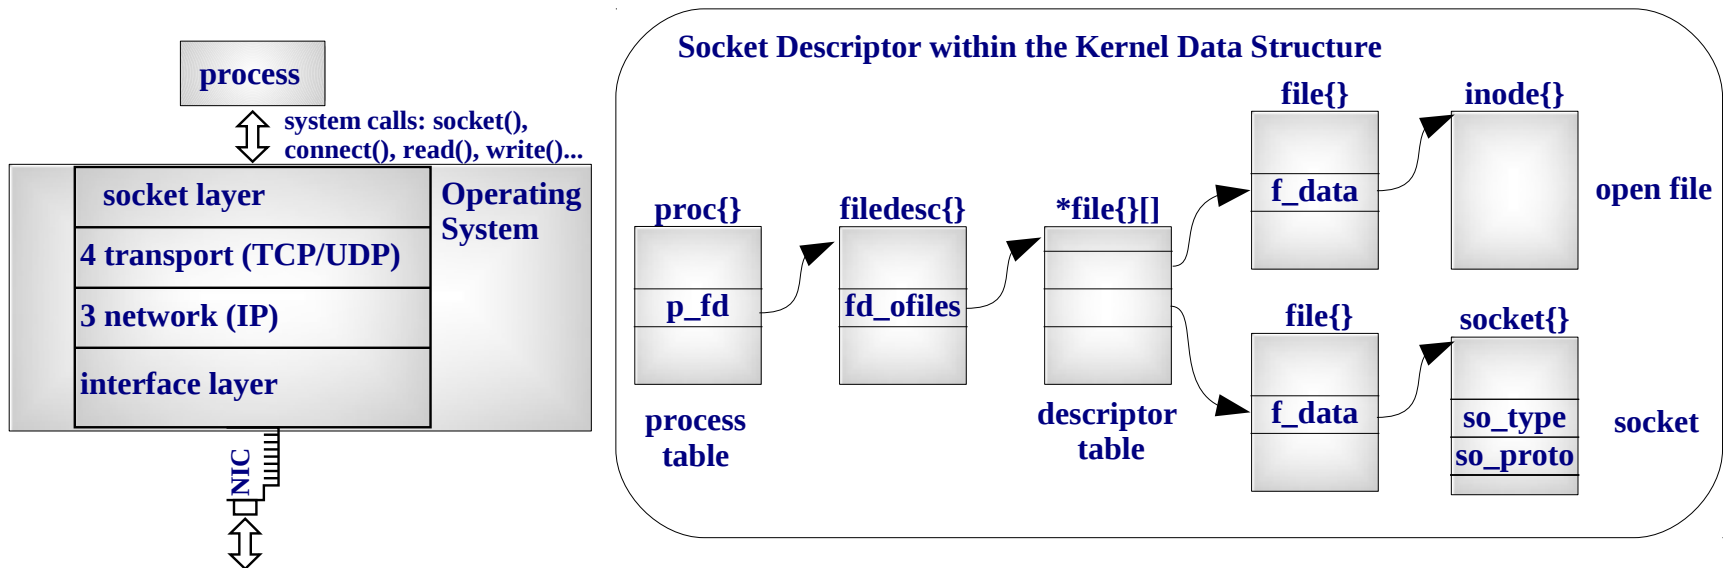 process
system calls: socket(),
connect(), read(), write()...
socket layer
Operating
System
4 transport (TCP/UDP)
3 network (IP)
interface layer
NIC
Socket Descriptor within the Kernel Data Structure
file{}
inode{}
f_data
open file
proc{}
filedesc{}
*file{}[]
p_fd
fd_ofiles
process
table
descriptor
table
file{}
socket{}
f_data
so_type
so_proto
socket